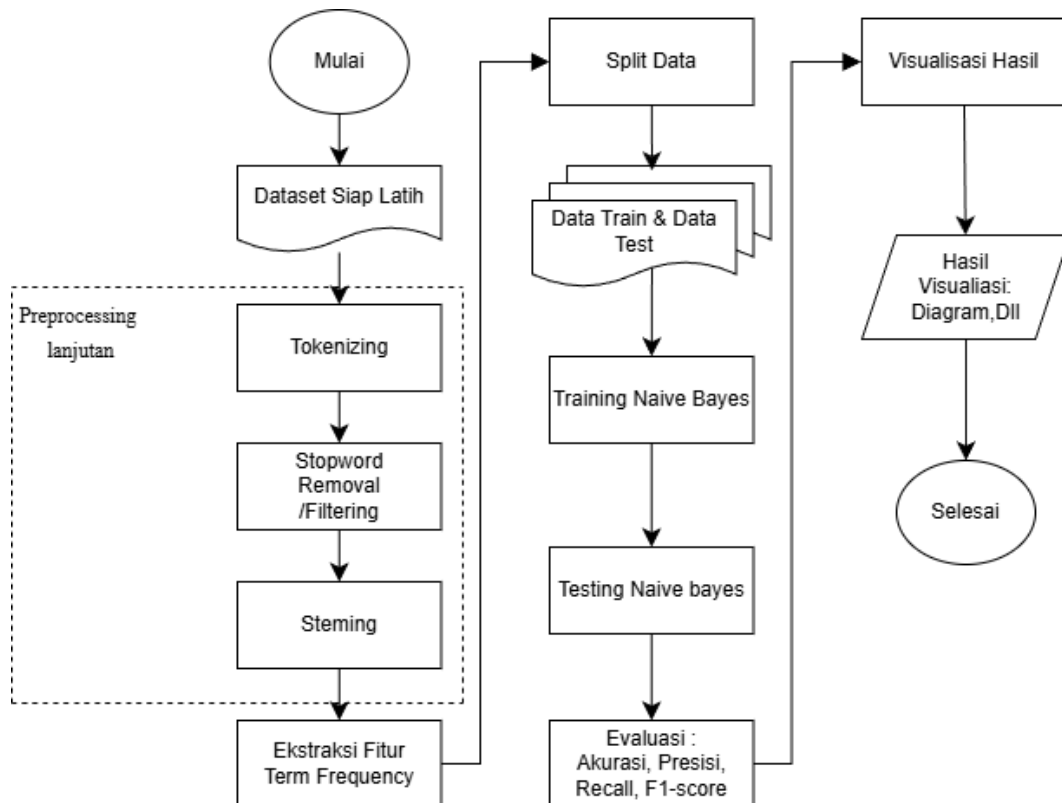 Mulai
Dataset Siap Latih
Preprocessing
lanjutan
Tokenizing
Stopword
Removal
/Filtering
Steming
Ekstraksi Fitur
Term Frequency
Split Data
Data Train & Data
Test
Training Naive Bayes
Testing Naive bayes
Evaluasi :
Akurasi, Presisi,
Recall, F1-score
Visualisasi Hasil
Hasil
Visualiasi:
Diagram,Dll
Selesai